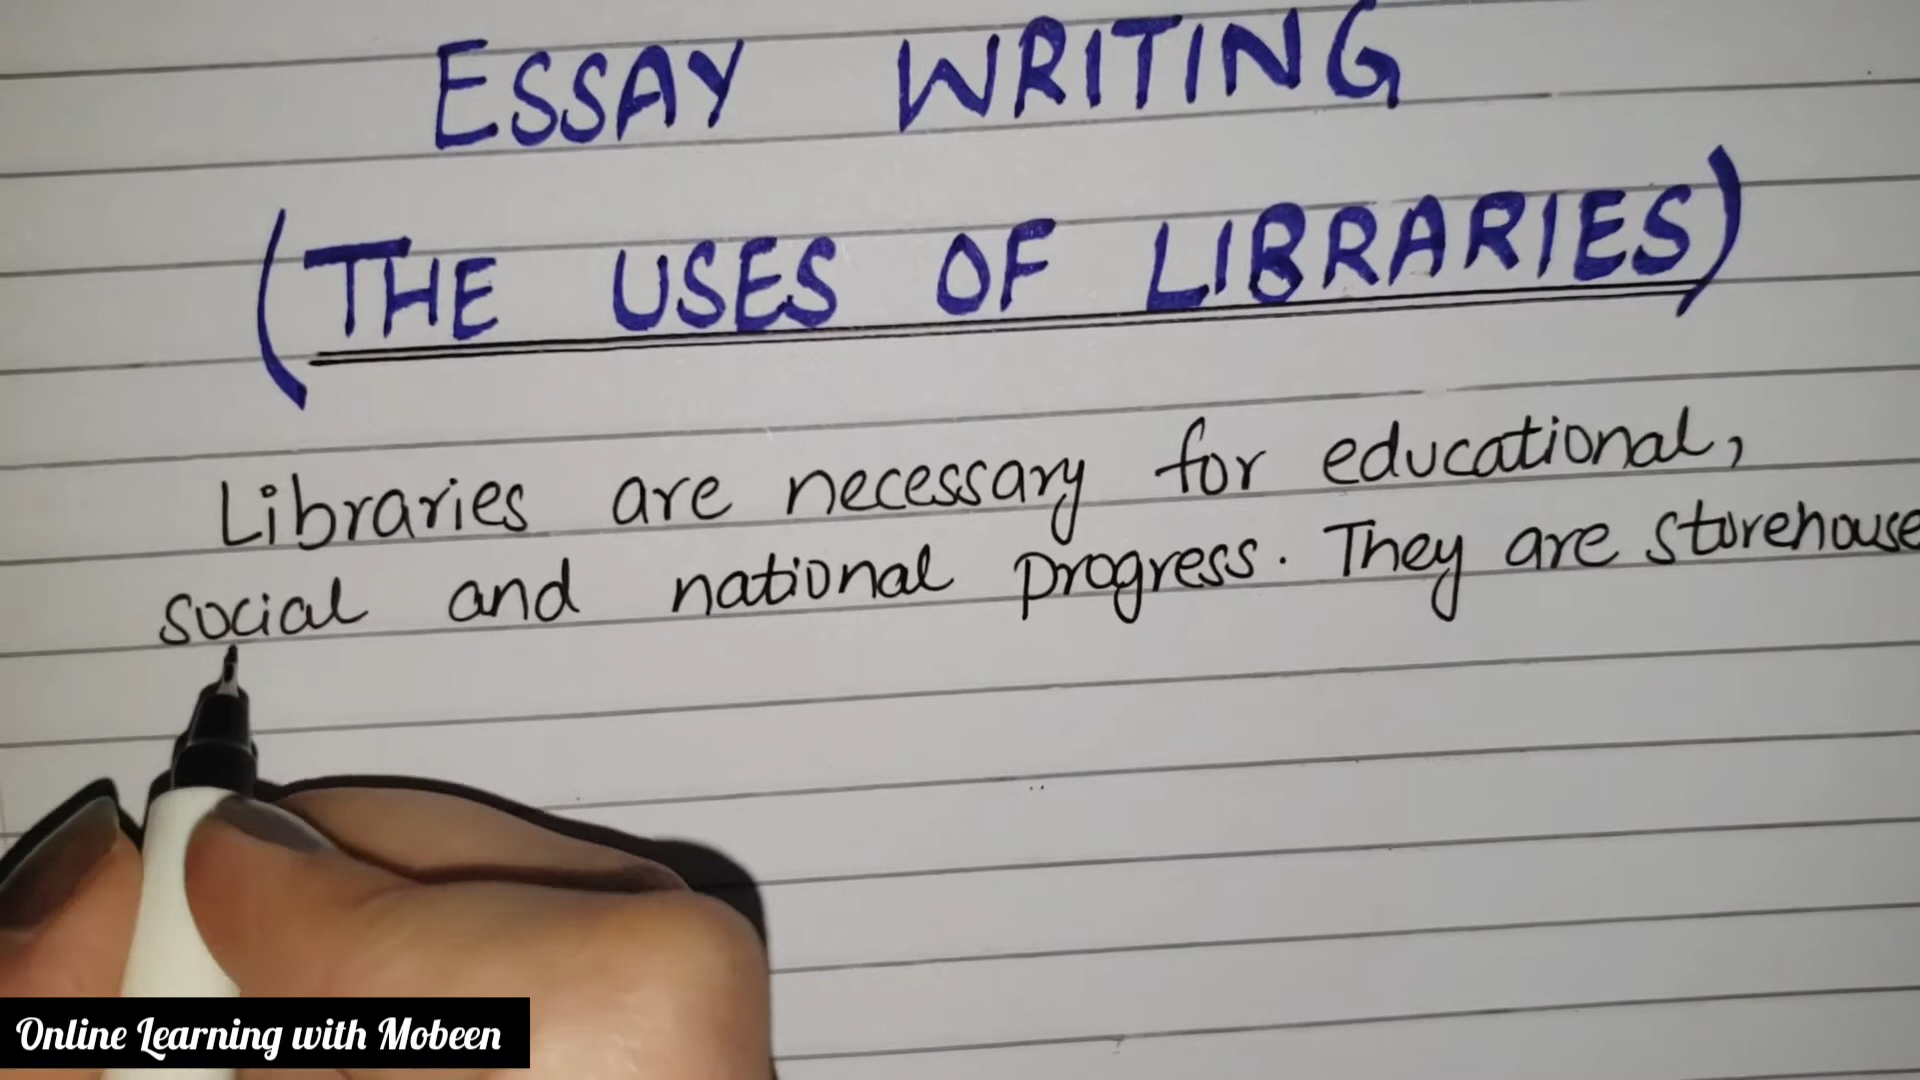 ESSAY WRITING
(THE USES OF LIBRARIES)
Libraries are necessary for educational,
social and national progress. They are storehouse
Online Learning with Mobeen